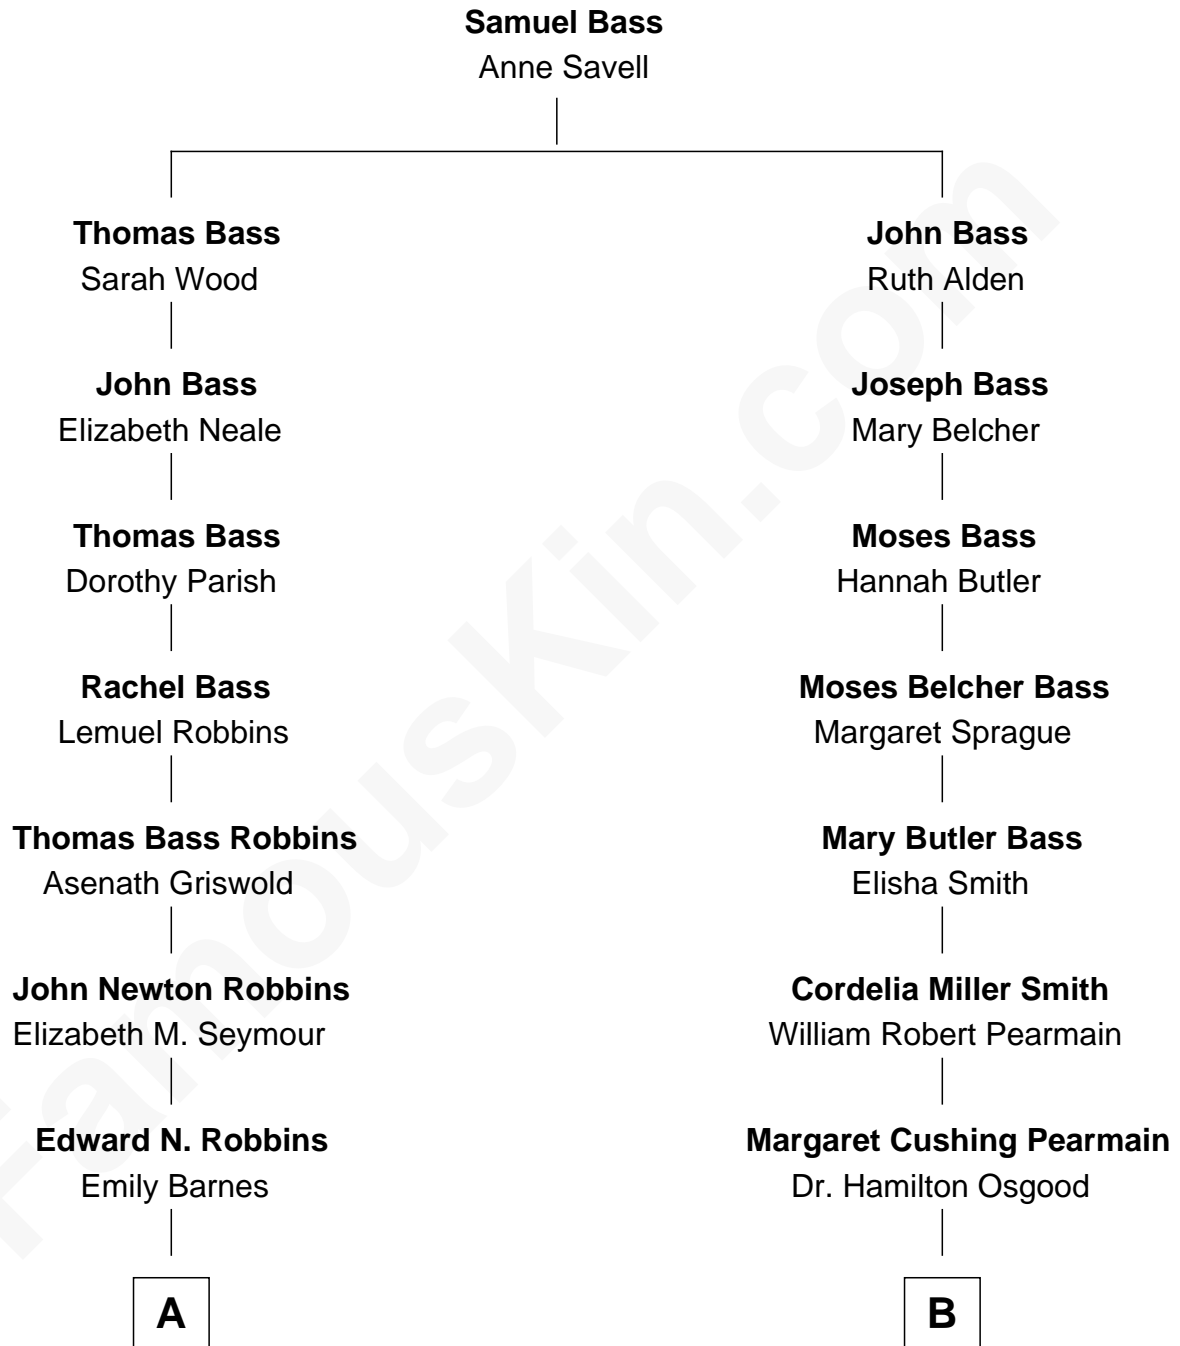 Samuel Bass
Anne Savell
Thomas Bass
Sarah Wood
John Bass
Ruth Alden
John Bass
Elizabeth Neale
Joseph Bass
Mary Belcher
Thomas Bass
Dorothy Parish
Moses Bass
Hannah Butler
Rachel Bass
Lemuel Robbins
Moses Belcher Bass
Margaret Sprague
Thomas Bass Robbins
Asenath Griswold
Mary Butler Bass
Elisha Smith
John Newton Robbins
Elizabeth M. Seymour
Cordelia Miller Smith
William Robert Pearmain
Edward N. Robbins
Emily Barnes
Margaret Cushing Pearmain
Dr. Hamilton Osgood
A
B
FamousKin.com